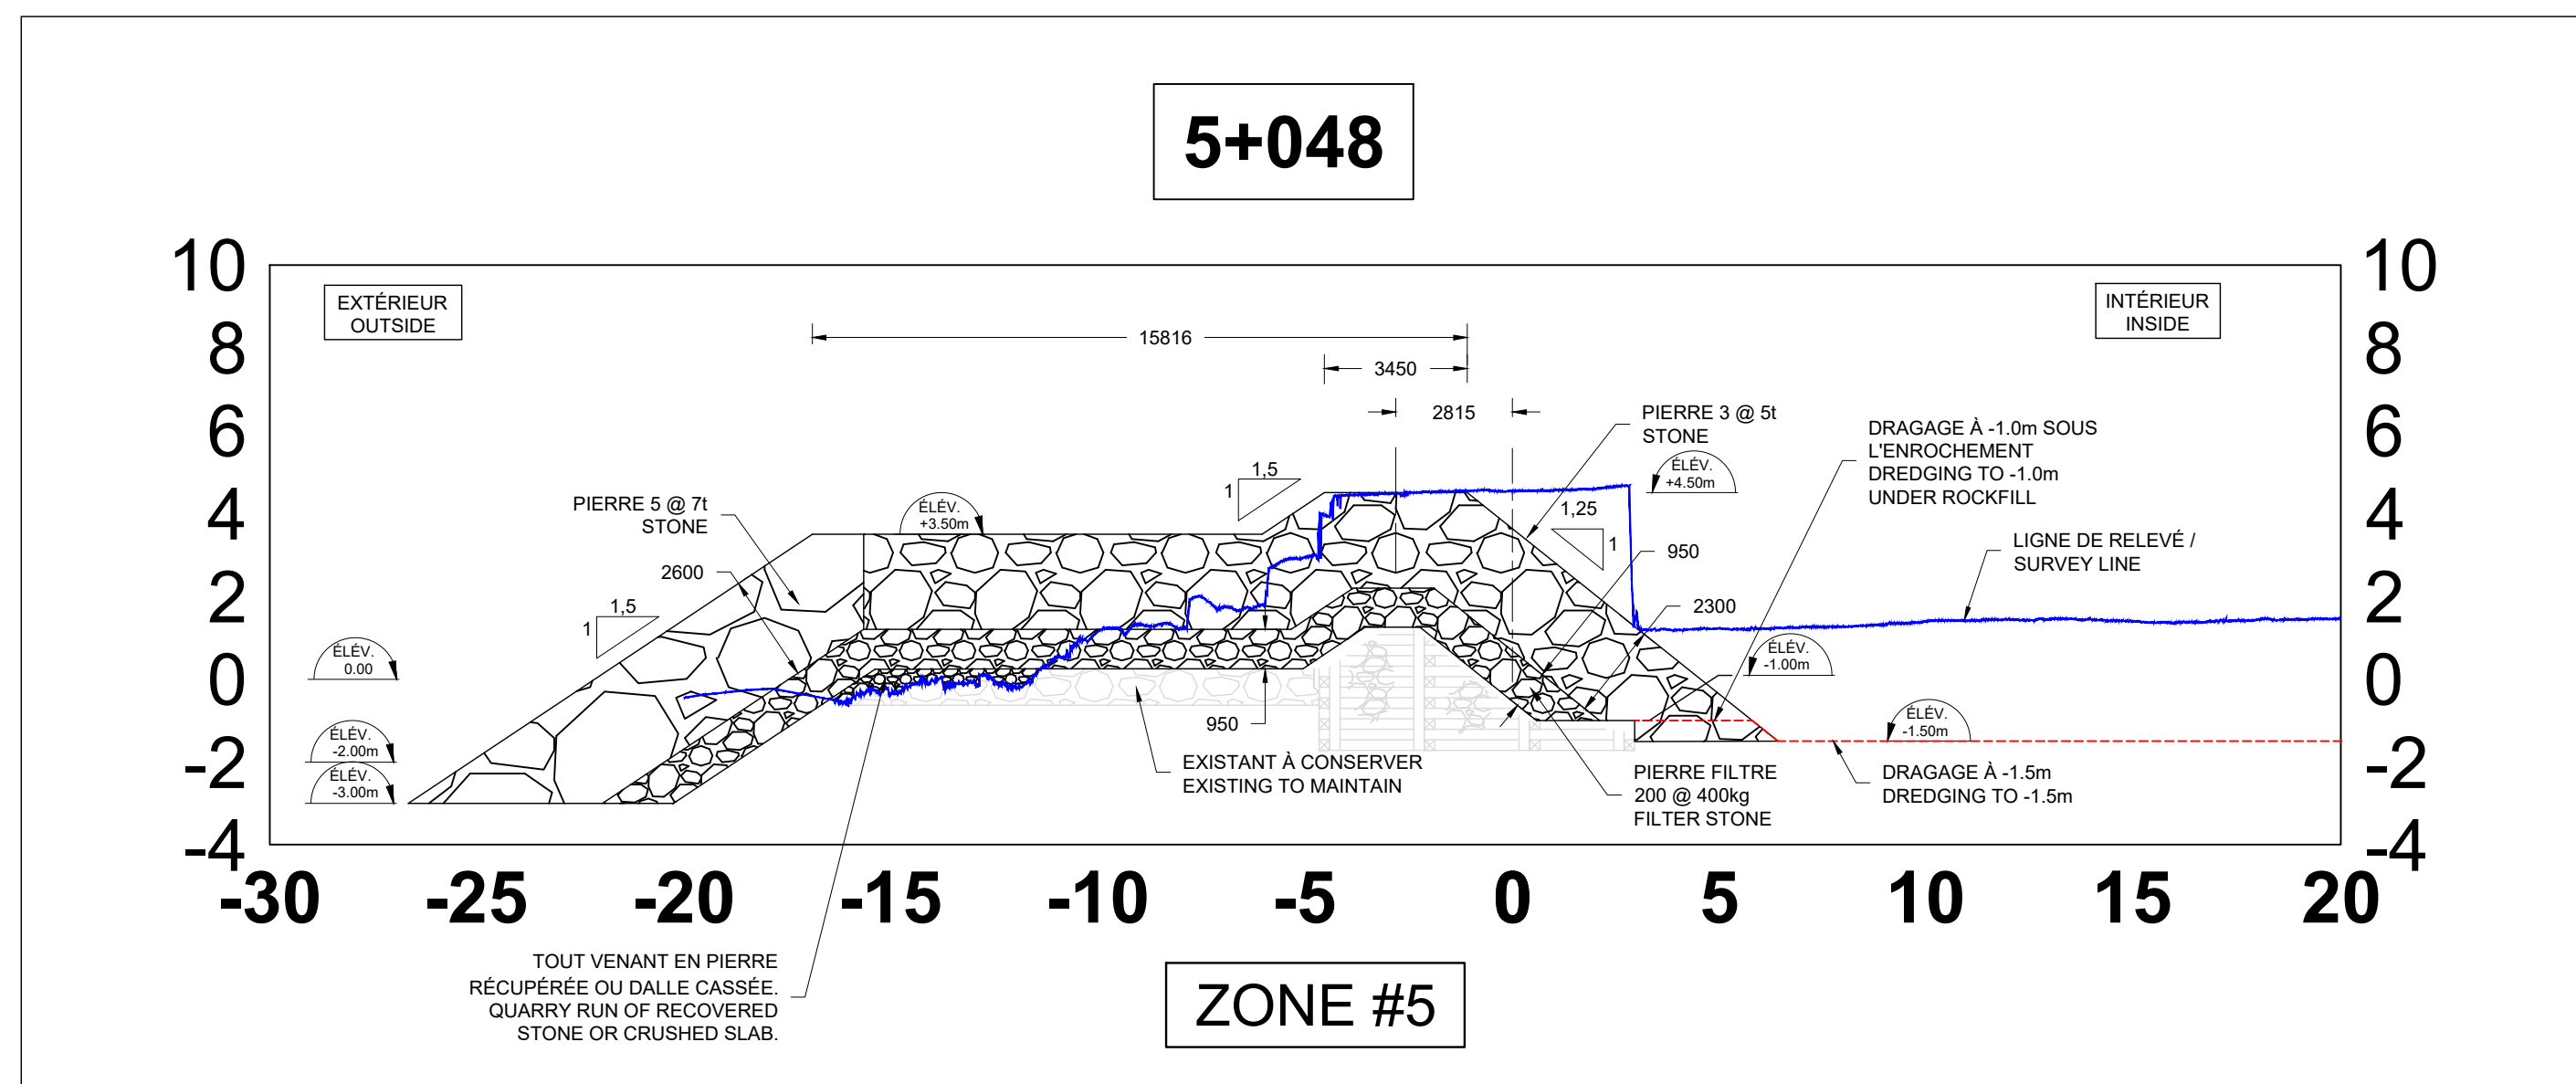 5+048
10
8
6
4
2
0
-2
-4
10
8
6
4
2
0
-2
-4
EXTÉRIEUR
OUTSIDE
INTÉRIEUR
INSIDE
15816
3450
2815
PIERRE 3 @ 5t
STONE
DRAGAGE À -1.0m SOUS
L'ENROCHEMENT
DREDGING TO -1.0m
UNDER ROCKFILL
ÉLÉV.
+4.50m
1,5
1
PIERRE 5 @ 7t
STONE
ÉLÉV.
+3.50m
1,25
1
950
LIGNE DE RELEVÉ /
SURVEY LINE
2600
2300
1,5
1
ÉLÉV.
0.00
ÉLÉV.
-1.00m
950
ÉLÉV.
-1.50m
ÉLÉV.
-2.00m
ÉLÉV.
-3.00m
EXISTANT À CONSERVER
EXISTING TO MAINTAIN
PIERRE FILTRE
200 @ 400kg
FILTER STONE
DRAGAGE À -1.5m
DREDGING TO -1.5m
-30 -25 -20 -15 -10 -5 0 5 10 15 20
TOUT VENANT EN PIERRE
RÉCUPÉRÉE OU DALLE CASSÉE.
QUARRY RUN OF RECOVERED
STONE OR CRUSHED SLAB.
ZONE #5